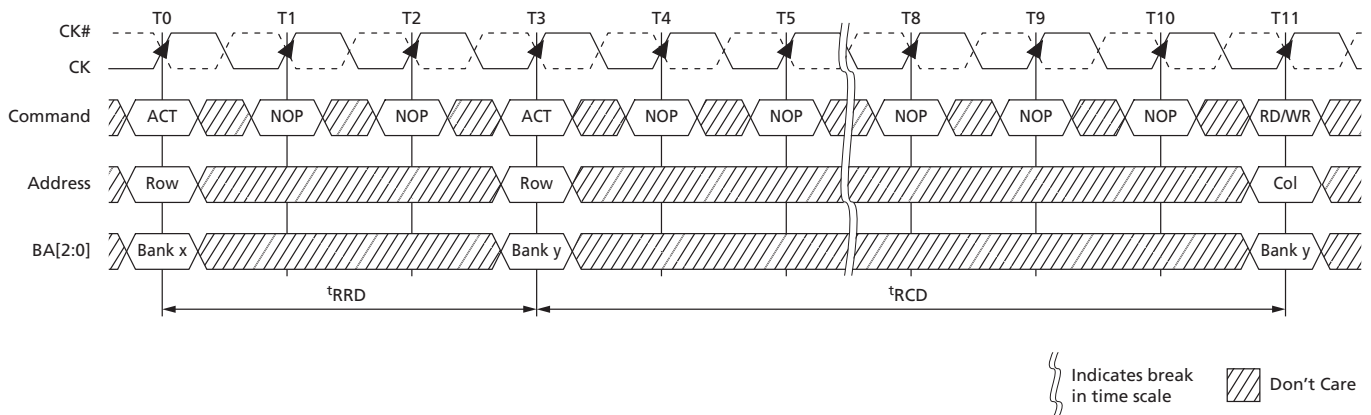 T0 T1 T2 T3 T4 T5 T8 T9 T10 T11
CK#
CK
Command ACT NOP NOP ACT NOP NOP NOP NOP NOP RD/WR
Address Row Row Col
BA[2:0] Bank x Bank y Bank y
tRRD tRCD
Indicates break
in time scale
Don't Care